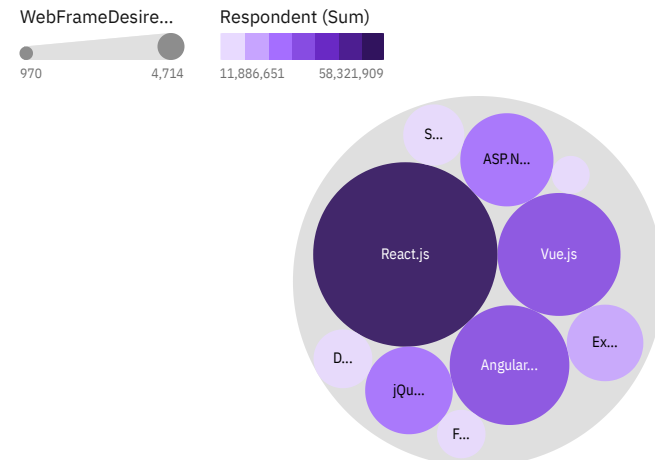 WebFrameDesire...
Respondent (Sum)
970
4,714
11,886,651
58,321,909
S...
ASP.N...
React.js
Vue.js
Ex...
D...
Angular...
jQu...
F...